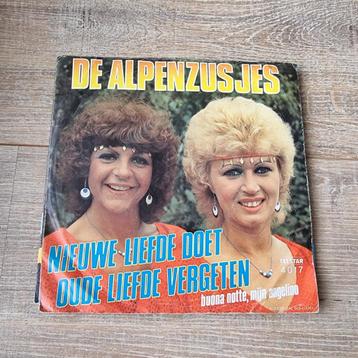 DE ALPENZUSJES
NIEUWE LIEFDE DOET
OUDE LIEFDE VERGETEN
TELSTAR
4017
buona notte, mijn angelino